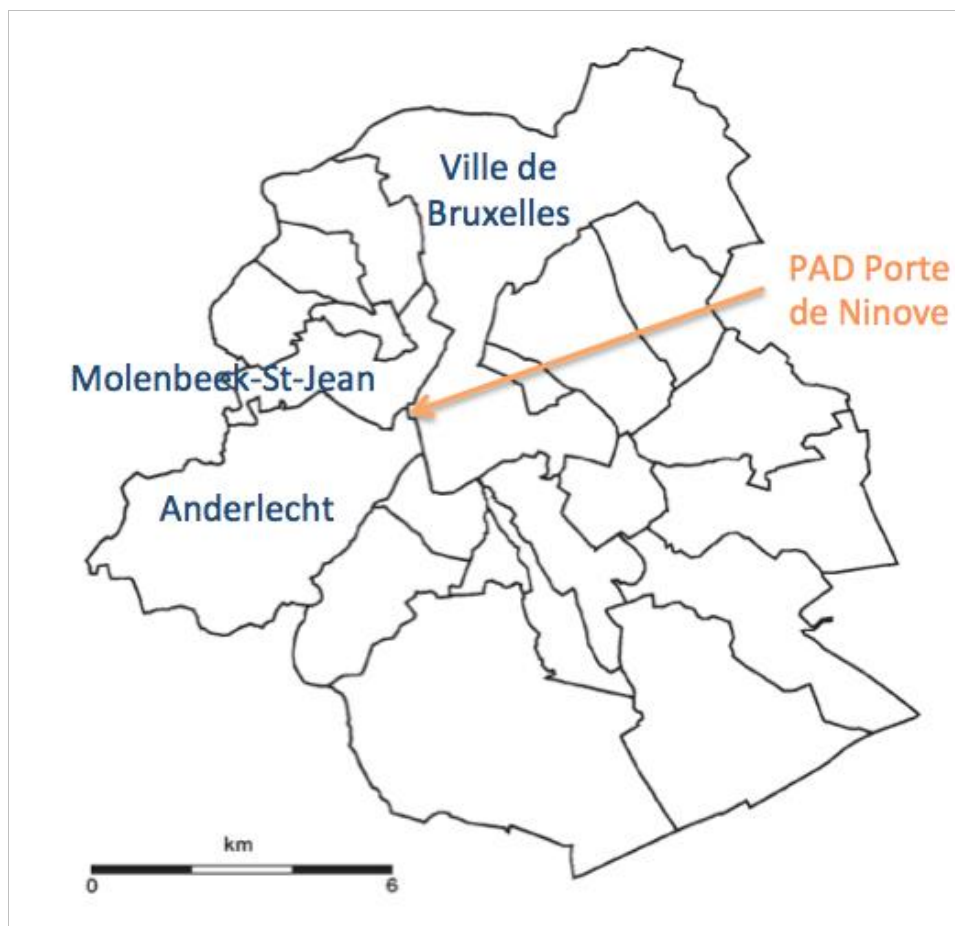 Ville de
Bruxelles
PAD Porte
de Ninove
Molenbeek-St-Jean
Anderlecht
km
0
6